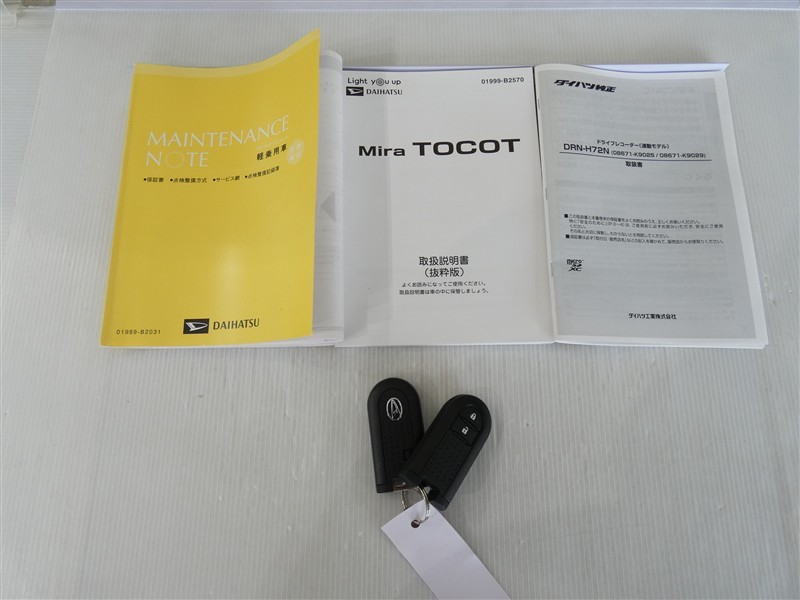 MAINTENANCE
NOTE
軽乗用車
●保証書 ●点検整備方式 ●サービス網 ●点検整備記録簿
01999-B2031
DAIHATSU
Light you up
DAIHATSU
01999-B2570
Mira TOCOT
取扱説明書
(抜粋版)
よくお読みになってご使用ください。
取扱説明書は車の中に保管しましょう。
ダイハツ純正
ドライブレコーダー(連動モデル)
DRN-H72N (08671-K9025 / 08671-K9029)
取扱書
microSD
XC
ダイハツ工業株式会社